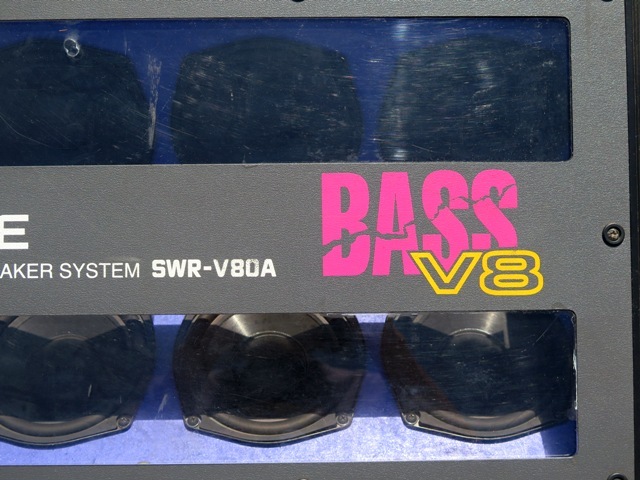 E
AKER SYSTEM SWR-V80A
BASS
V8